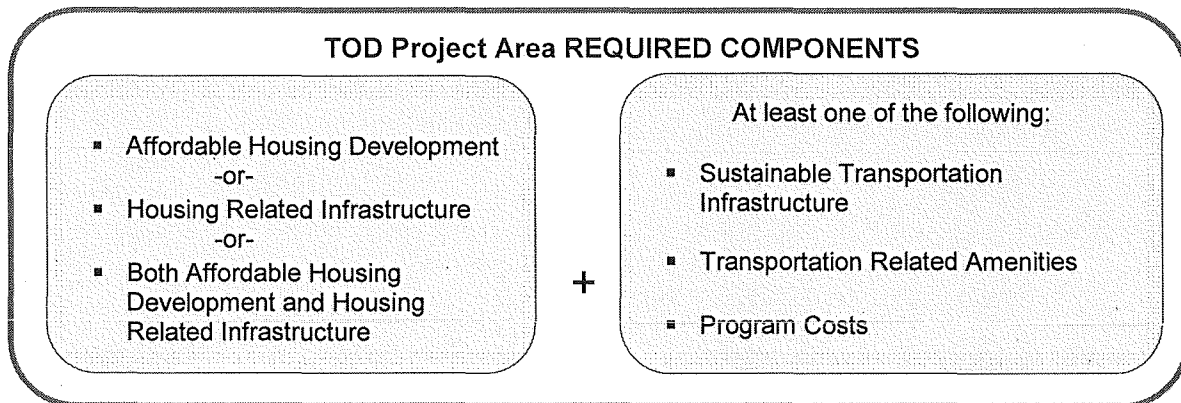 TOD Project Area REQUIRED COMPONENTS
▪ Affordable Housing Development
-or-
▪ Housing Related Infrastructure
-or-
▪ Both Affordable Housing
Development and Housing
Related Infrastructure
+
At least one of the following:
▪ Sustainable Transportation
Infrastructure
▪ Transportation Related Amenities
▪ Program Costs